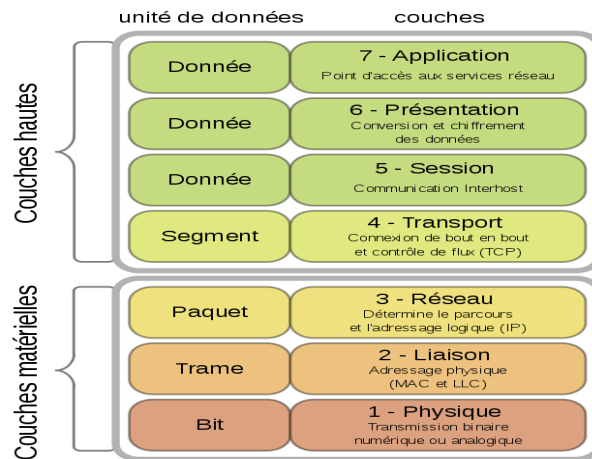 unité de données
couches
Couches hautes
Donnée
7 - Application
Point d'accès aux services réseau
Donnée
6 - Présentation
Conversion et chiffrement
des données
Donnée
5 - Session
Communication Interhost
Segment
4 - Transport
Connexion de bout en bout
et contrôle de flux (TCP)
Couches matérielles
Paquet
3 - Réseau
Détermine le parcours
et l'adressage logique (IP)
Trame
2 - Liaison
Adressage physique
(MAC et LLC)
Bit
1 - Physique
Transmission binaire
numérique ou analogique